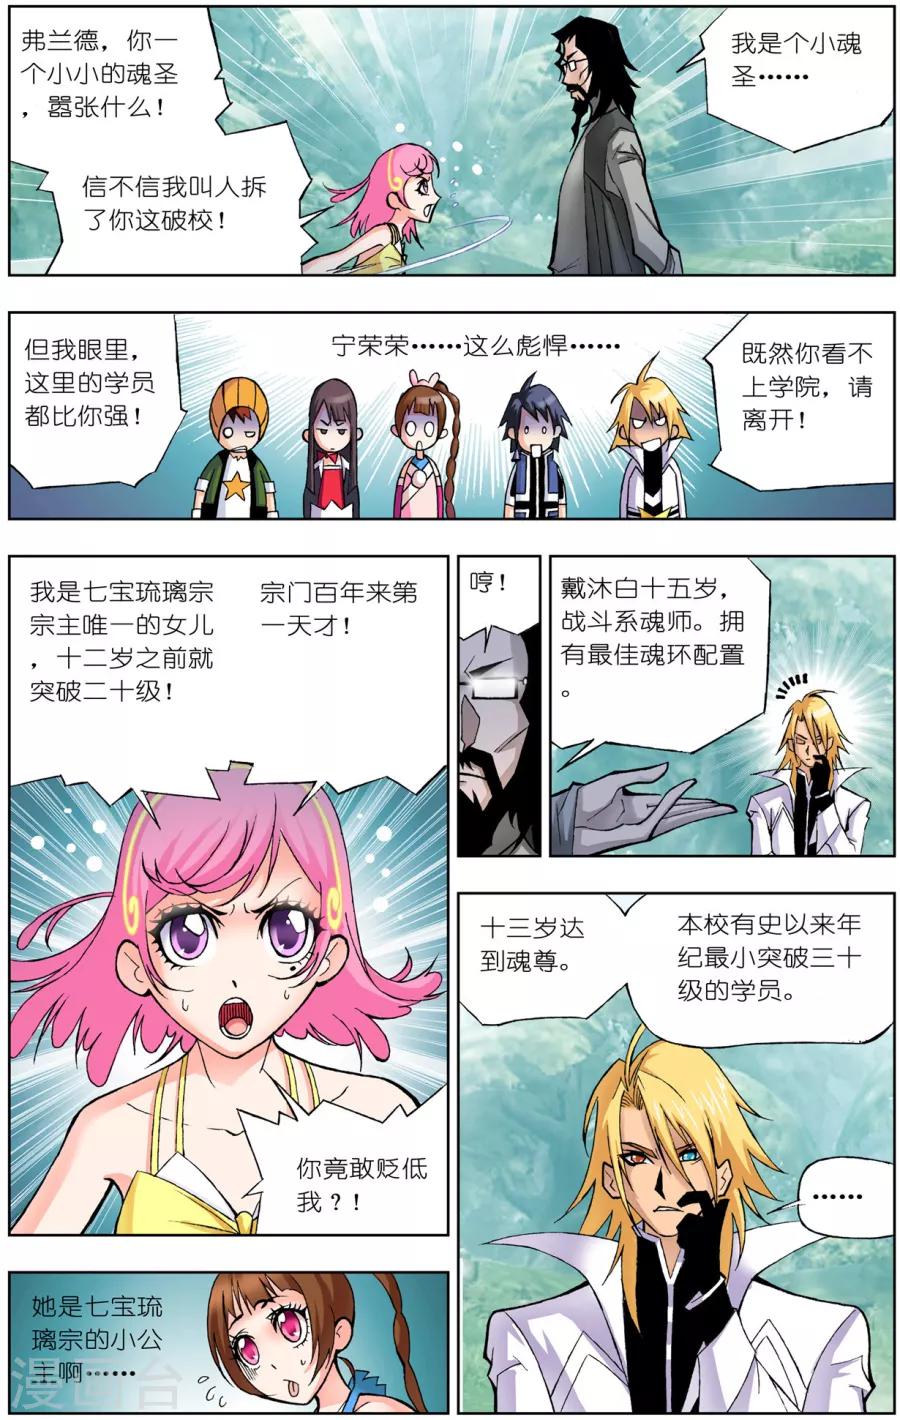 弗兰德，你一
个小小的魂圣
，嚣张什么！
信不信我叫人拆
了你这破校！
我是个小魂
圣……
但我眼里，
这里的学员
都比你强！
宁荣荣……这么彪悍……
既然你看不
上学院，请
离开！
我是七宝琉璃宗
宗主唯一的女儿
，十二岁之前就
突破二十级！
宗门百年来第
一天才！
你竟敢贬低
我？！
哼！
戴沐白十五岁，
战斗系魂师。拥
有最佳魂环配置
。
十三岁达
到魂尊。
本校有史以来年
纪最小突破三十
级的学员。
……
她是七宝琉
璃宗的小公
主啊……
漫画台